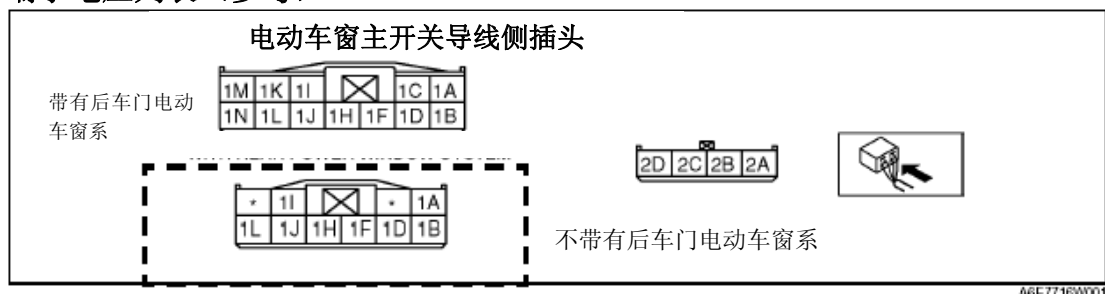 电动车窗主开关导线侧插头
带有后车门电动
车窗系
1M 1K 1I 1C 1A
1N 1L 1J 1H 1F 1D 1B
2D 2C 2B 2A
* 1I * 1A
1L 1J 1H 1F 1D 1B
不带有后车门电动车窗系
A6E7716W001